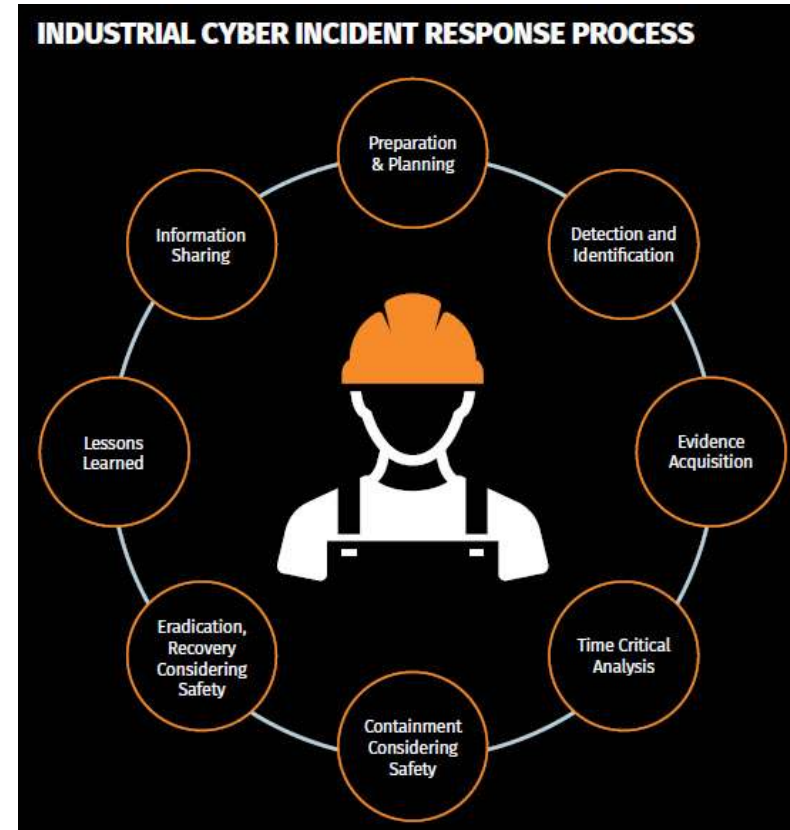 INDUSTRIAL CYBER INCIDENT RESPONSE PROCESS
Preparation
& Planning
Detection and
Identification
Evidence
Acquisition
Time Critical
Analysis
Containment
Considering
Safety
Eradication,
Recovery
Considering
Safety
Lessons
Learned
Information
Sharing